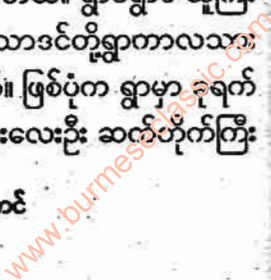 သာဒင်တို့ရွာကာလသား
။ ဖြစ်ပုံက ရွာမှာ ခုရက်
းလေးဦး ဆက်တိုက်ကြီး
www.burmeseclassic.com